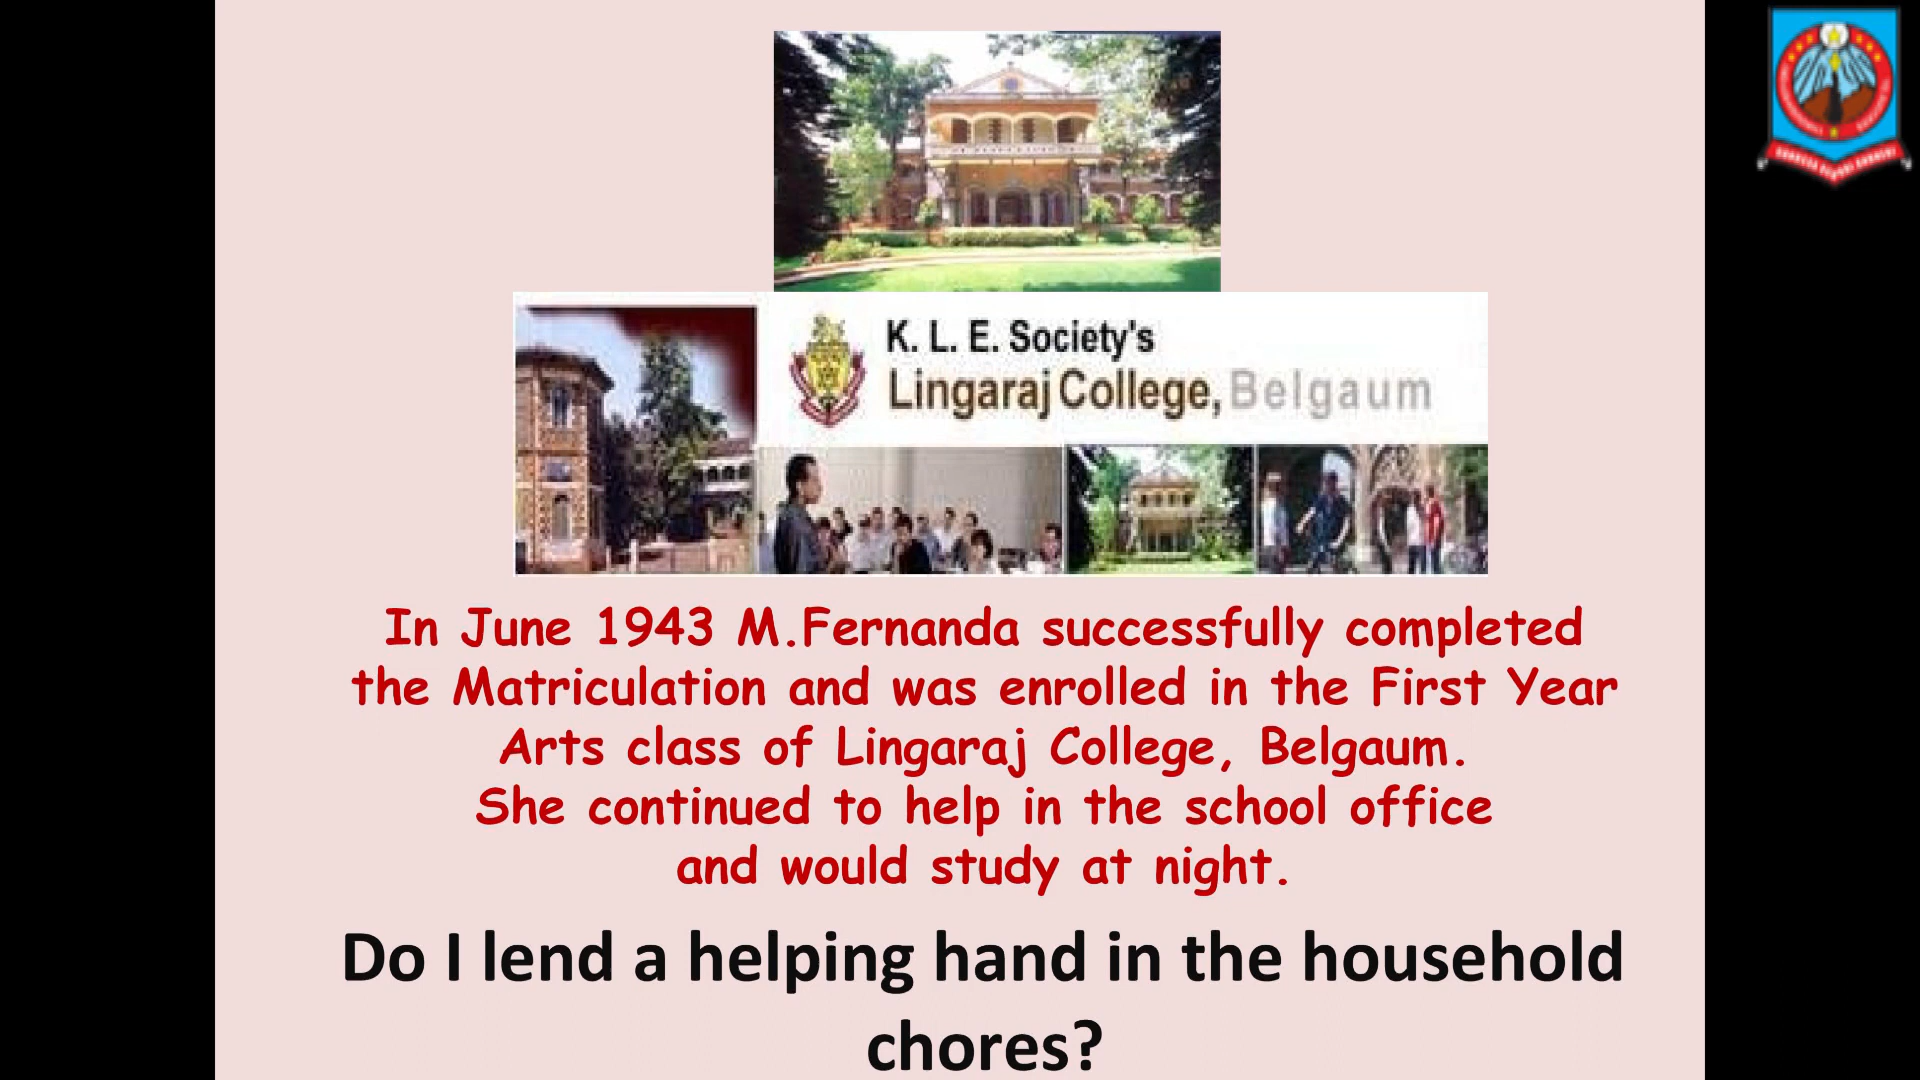 K. L. E. Society's
Lingaraj College, Belgaum
In June 1943 M.Fernanda successfully completed
the Matriculation and was enrolled in the First Year
Arts class of Lingaraj College, Belgaum.
She continued to help in the school office
and would study at night.
Do I lend a helping hand in the household
chores?